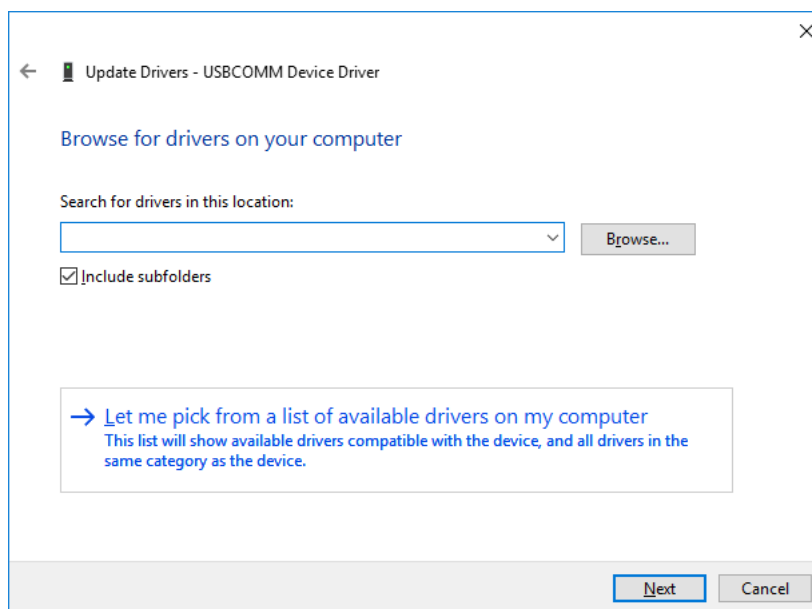 Update Drivers - USBCOMM Device Driver
Browse for drivers on your computer
Search for drivers in this location:
Browse...
Include subfolders
Let me pick from a list of available drivers on my computer
This list will show available drivers compatible with the device, and all drivers in the
same category as the device.
Next Cancel